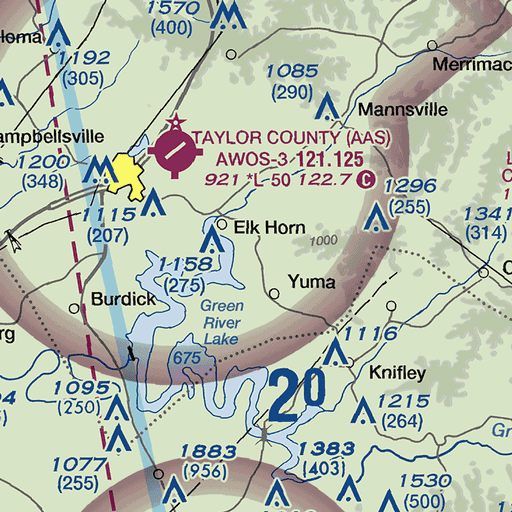 1570
(400)
1192
(305)
Merrimac
1085
(290)
Mannsville
ampbellsville
TAYLOR COUNTY (AAS)
AWOS-3 121.125
921 *L 50 122.7 C
1200
(348)
1296
(255)
1115
(207)
1341
(314)
Elk Horn
1000
1158
(275)
Yuma
Burdick
Green
River
Lake
675
rg
1116
Knifley
20
1095
(250)
1215
(264)
1077
(255)
1883
(956)
1383
(403)
1530
(500)